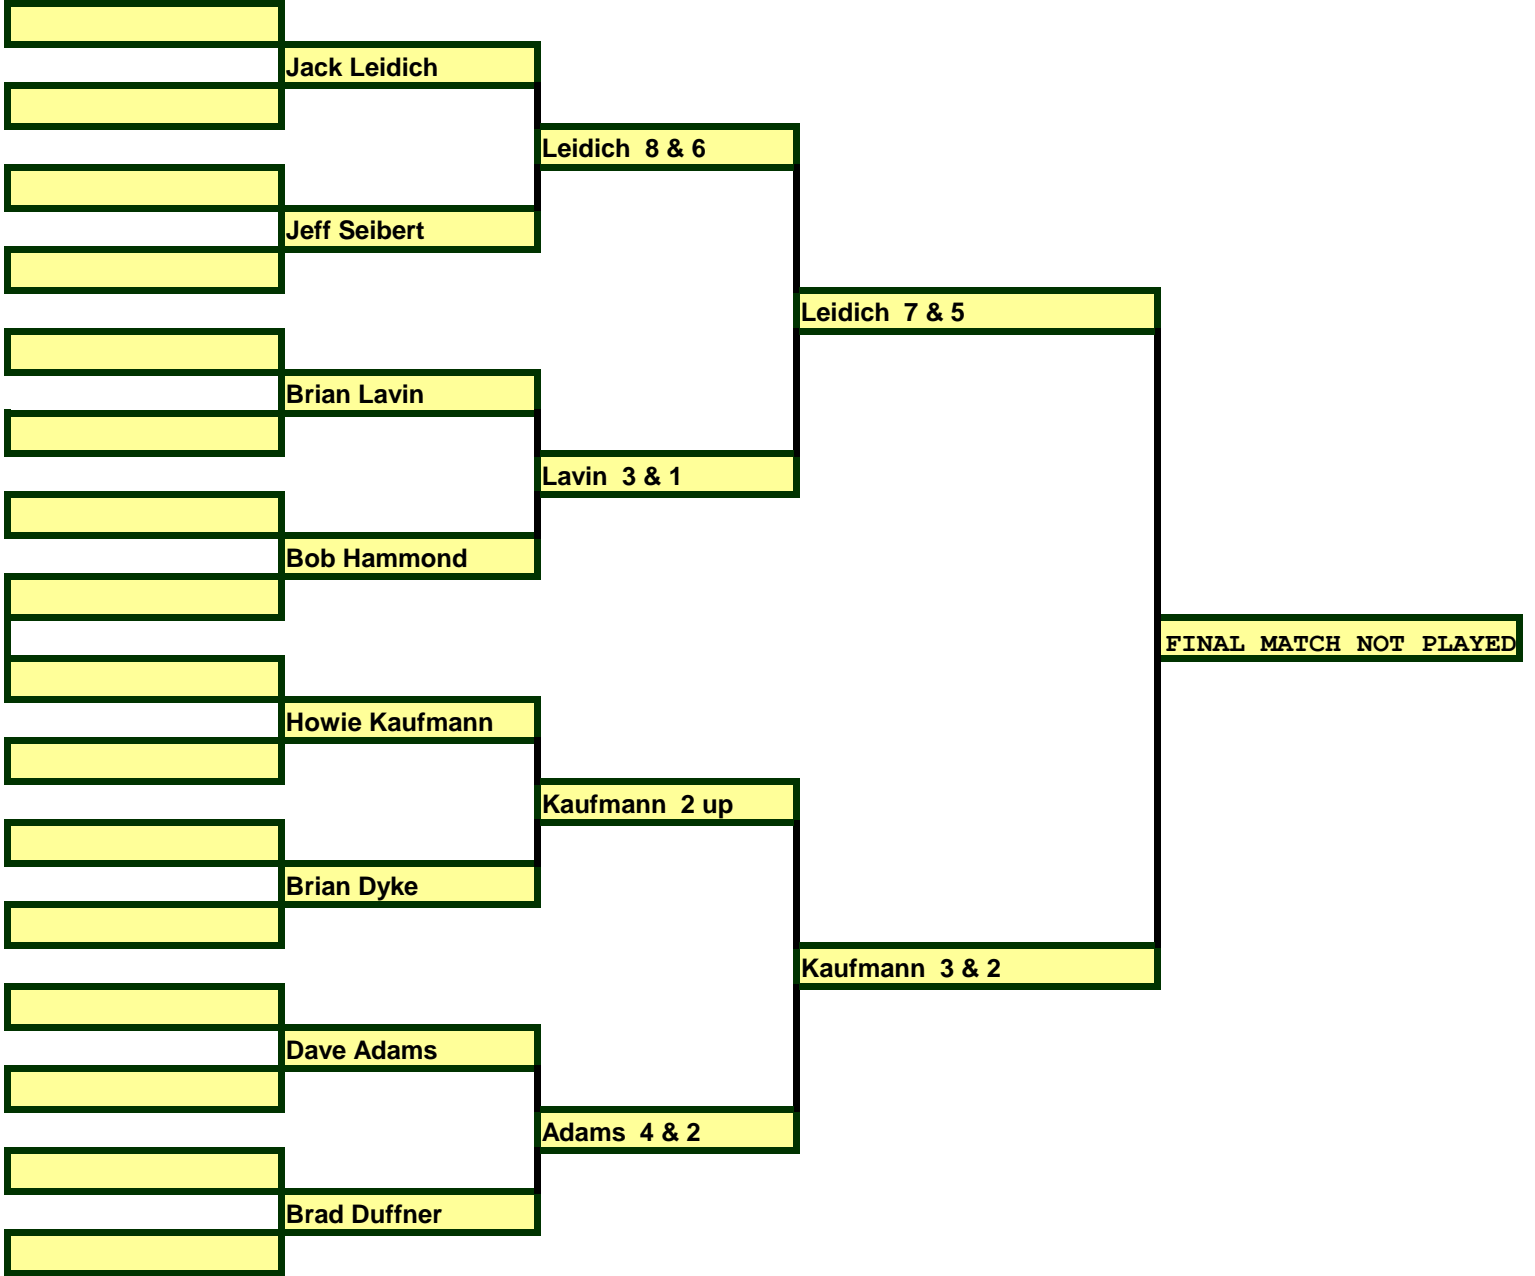 Jack Leidich
Leidich  8 & 6
Jeff Seibert
Leidich  7 & 5
Brian Lavin
Lavin  3 & 1
Bob Hammond
FINAL MATCH NOT PLAYED
Howie Kaufmann
Kaufmann  2 up
Brian Dyke
Kaufmann  3 & 2
Dave Adams
Adams  4 & 2
Brad Duffner